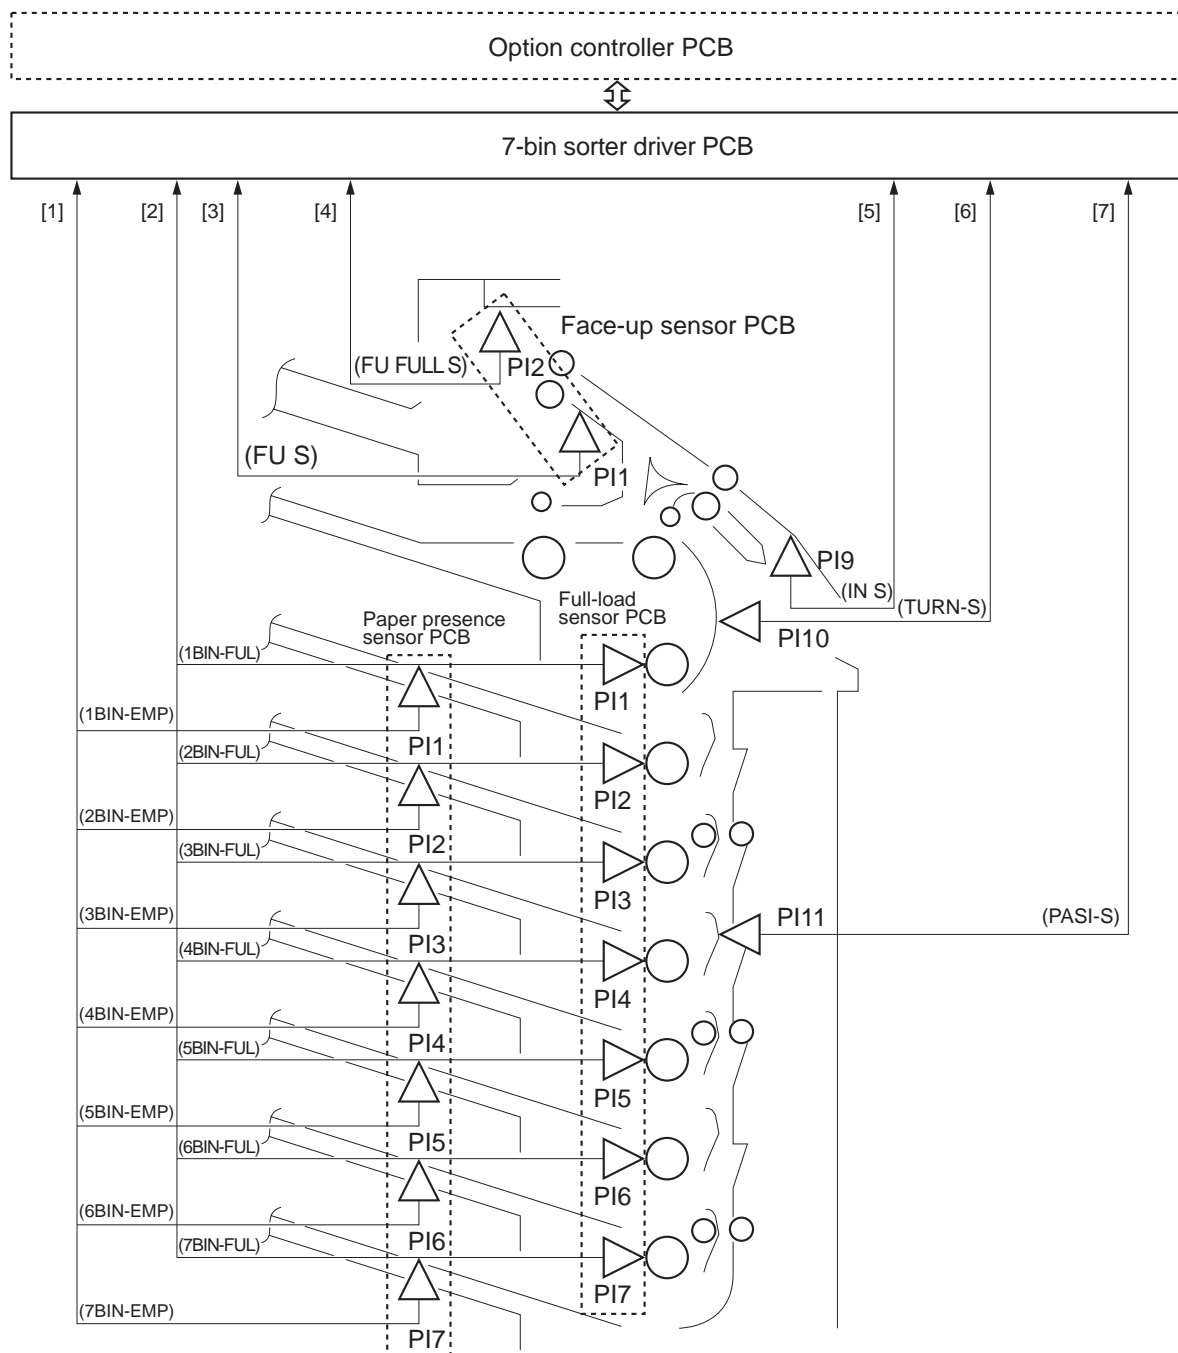 Option controller PCB
7-bin sorter driver PCB
[1]
[2]
[3]
[4]
[5]
[6]
[7]
Face-up sensor PCB
(FU FULL S)
PI2
(FU S)
PI1
PI9
(IN S)
(TURN-S)
PI10
Full-load
sensor PCB
Paper presence
sensor PCB
(1BIN-FUL)
PI1
(1BIN-EMP)
PI1
(2BIN-FUL)
PI2
(2BIN-EMP)
PI2
(3BIN-FUL)
PI3
(3BIN-EMP)
PI3
PI11
(PASI-S)
(4BIN-FUL)
PI4
(4BIN-EMP)
PI4
(5BIN-FUL)
PI5
(5BIN-EMP)
PI5
(6BIN-FUL)
PI6
(6BIN-EMP)
PI6
(7BIN-FUL)
PI7
(7BIN-EMP)
PI7